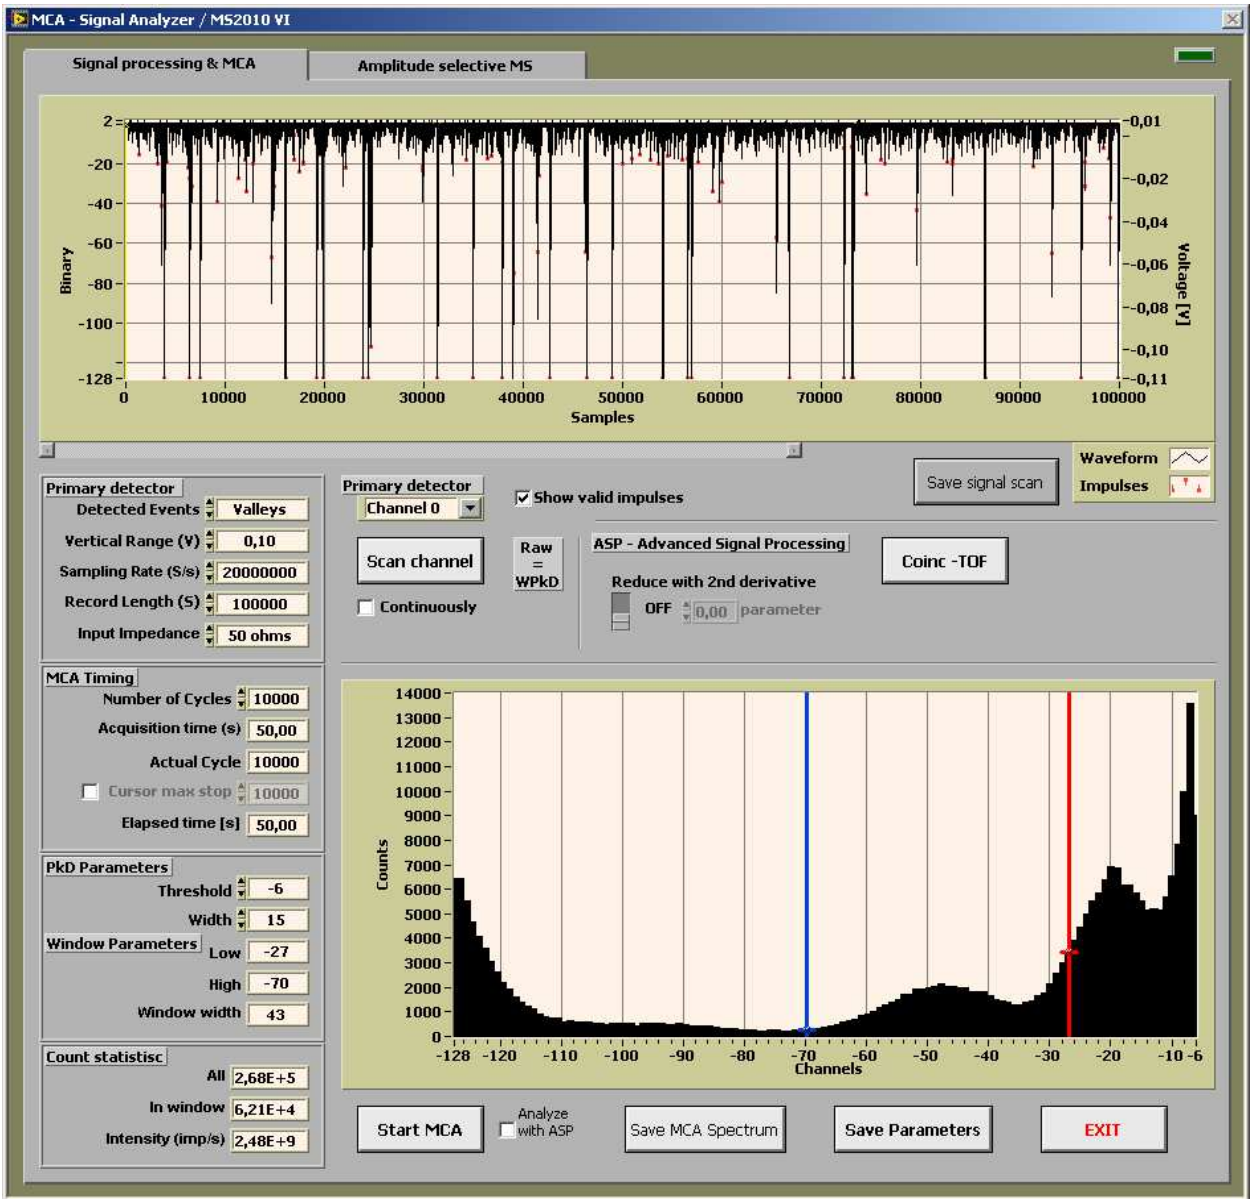 MCA - Signal Analyzer / MS2010 VI
Signal processing & MCA
Amplitude selective MS
Binary
2
-20
-40
-60
-80
-100
-128
-0,01
-0,02
-0,04
-0,06
-0,08
-0,10
-0,11
Voltage [V]
0 10000 20000 30000 40000 50000 60000 70000 80000 90000 100000
Samples
Waveform
Impulses
Save signal scan
Primary detector
Detected Events Valleys
Vertical Range (V) 0,10
Sampling Rate (S/s) 20000000
Record Length (S) 100000
Input Impedance 50 ohms
Primary detector
Channel 0
Show valid impulses
Scan channel
Continuously
Raw
=
WPkD
ASP - Advanced Signal Processing
Reduce with 2nd derivative
OFF 0,00 parameter
Coinc -TOF
MCA Timing
Number of Cycles 10000
Acquisition time (s) 50,00
Actual Cycle 10000
Cursor max stop 10000
Elapsed time [s] 50,00
PkD Parameters
Threshold -6
Width 15
Window Parameters
Low -27
High -70
Window width 43
Count statistisc
All 2,68E+5
In window 6,21E+4
Intensity (imp/s) 2,48E+9
Counts
14000
13000
12000
11000
10000
9000
8000
7000
6000
5000
4000
3000
2000
1000
0
-128 -120 -110 -100 -90 -80 -70 -60 -50 -40 -30 -20 -10 -6
Channels
Start MCA
Analyze
with ASP
Save MCA Spectrum
Save Parameters
EXIT